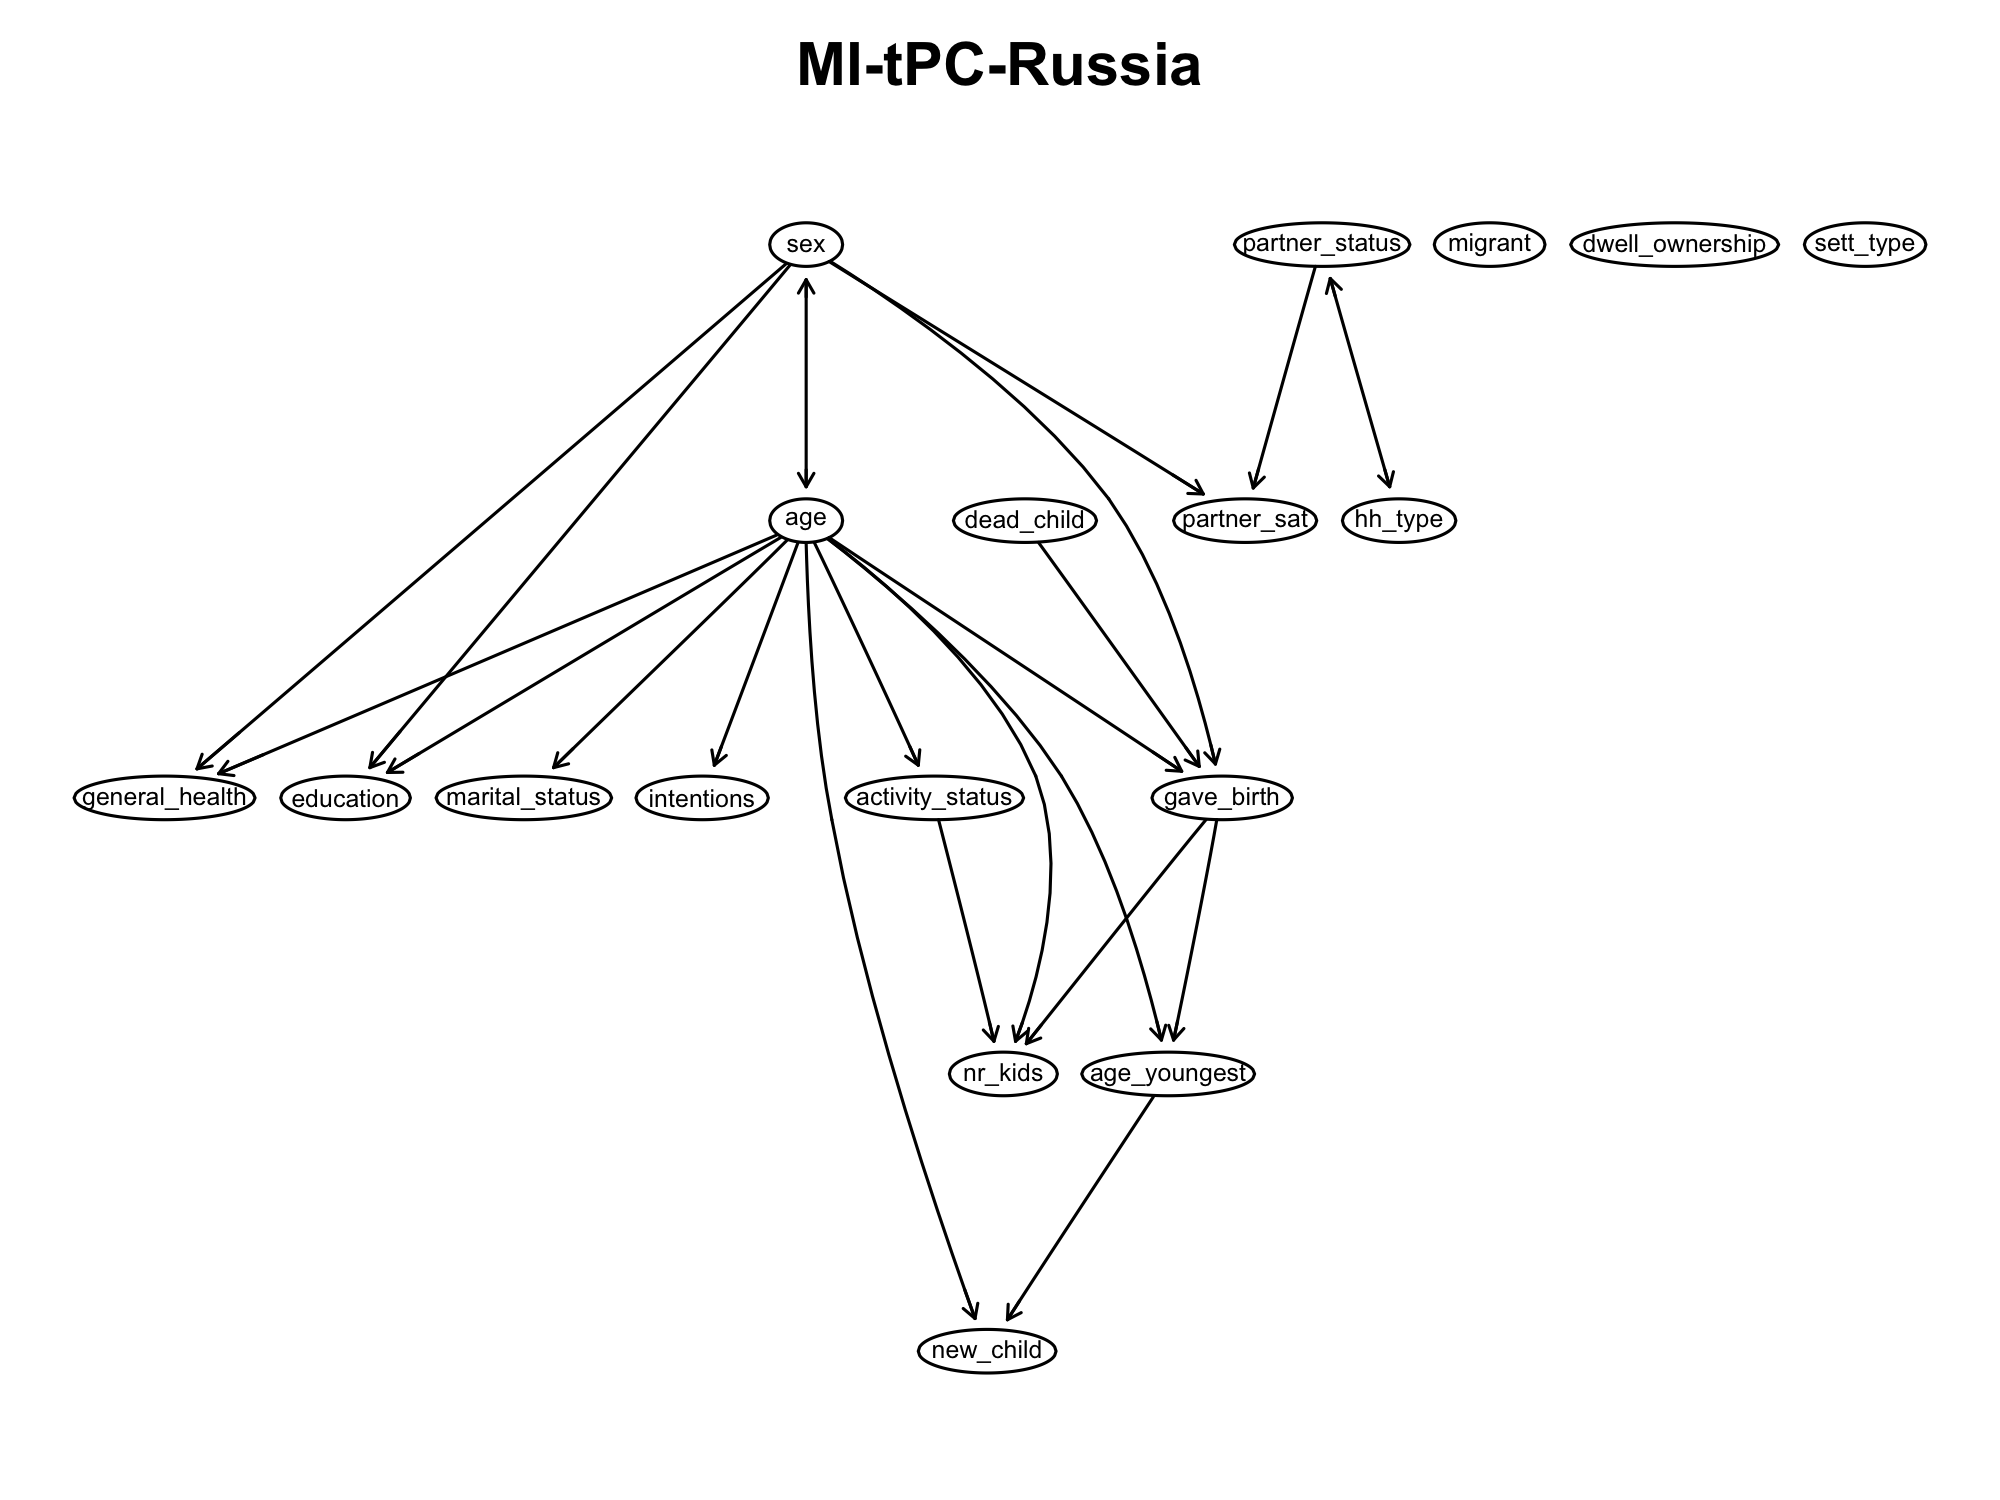 MI-tPC-Russia
sex
partner_status
migrant
dwell_ownership
sett_type
age
dead_child
partner_sat
hh_type
general_health
education
marital_status
intentions
activity_status
gave_birth
nr_kids
age_youngest
new_child